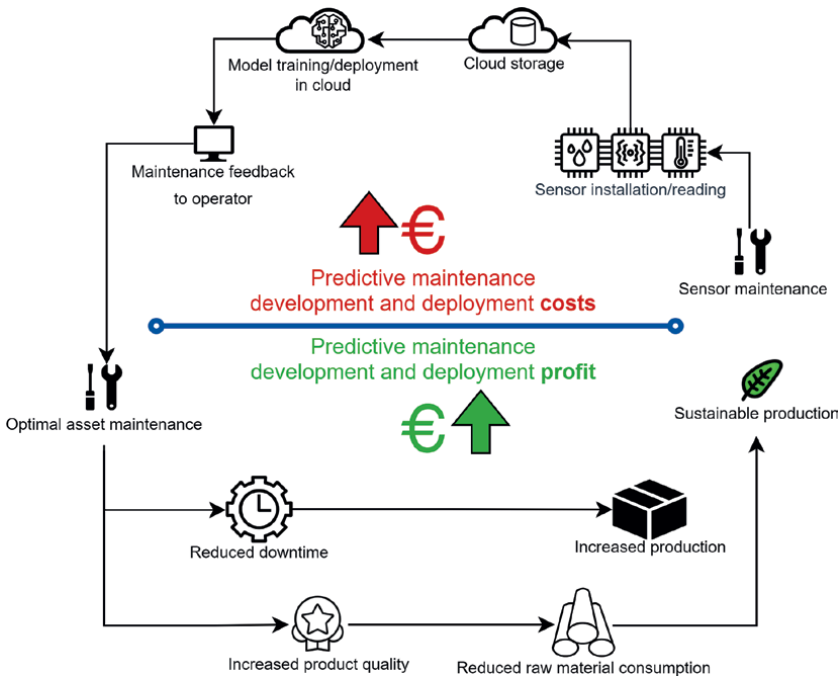 Model training/deployment
in cloud
Cloud storage
Maintenance feedback
to operator
Sensor installation/reading
Sensor maintenance
€
Predictive maintenance
development and deployment costs
Predictive maintenance
development and deployment profit
€
Optimal asset maintenance
Sustainable production
Reduced downtime
Increased production
Increased product quality
Reduced raw material consumption